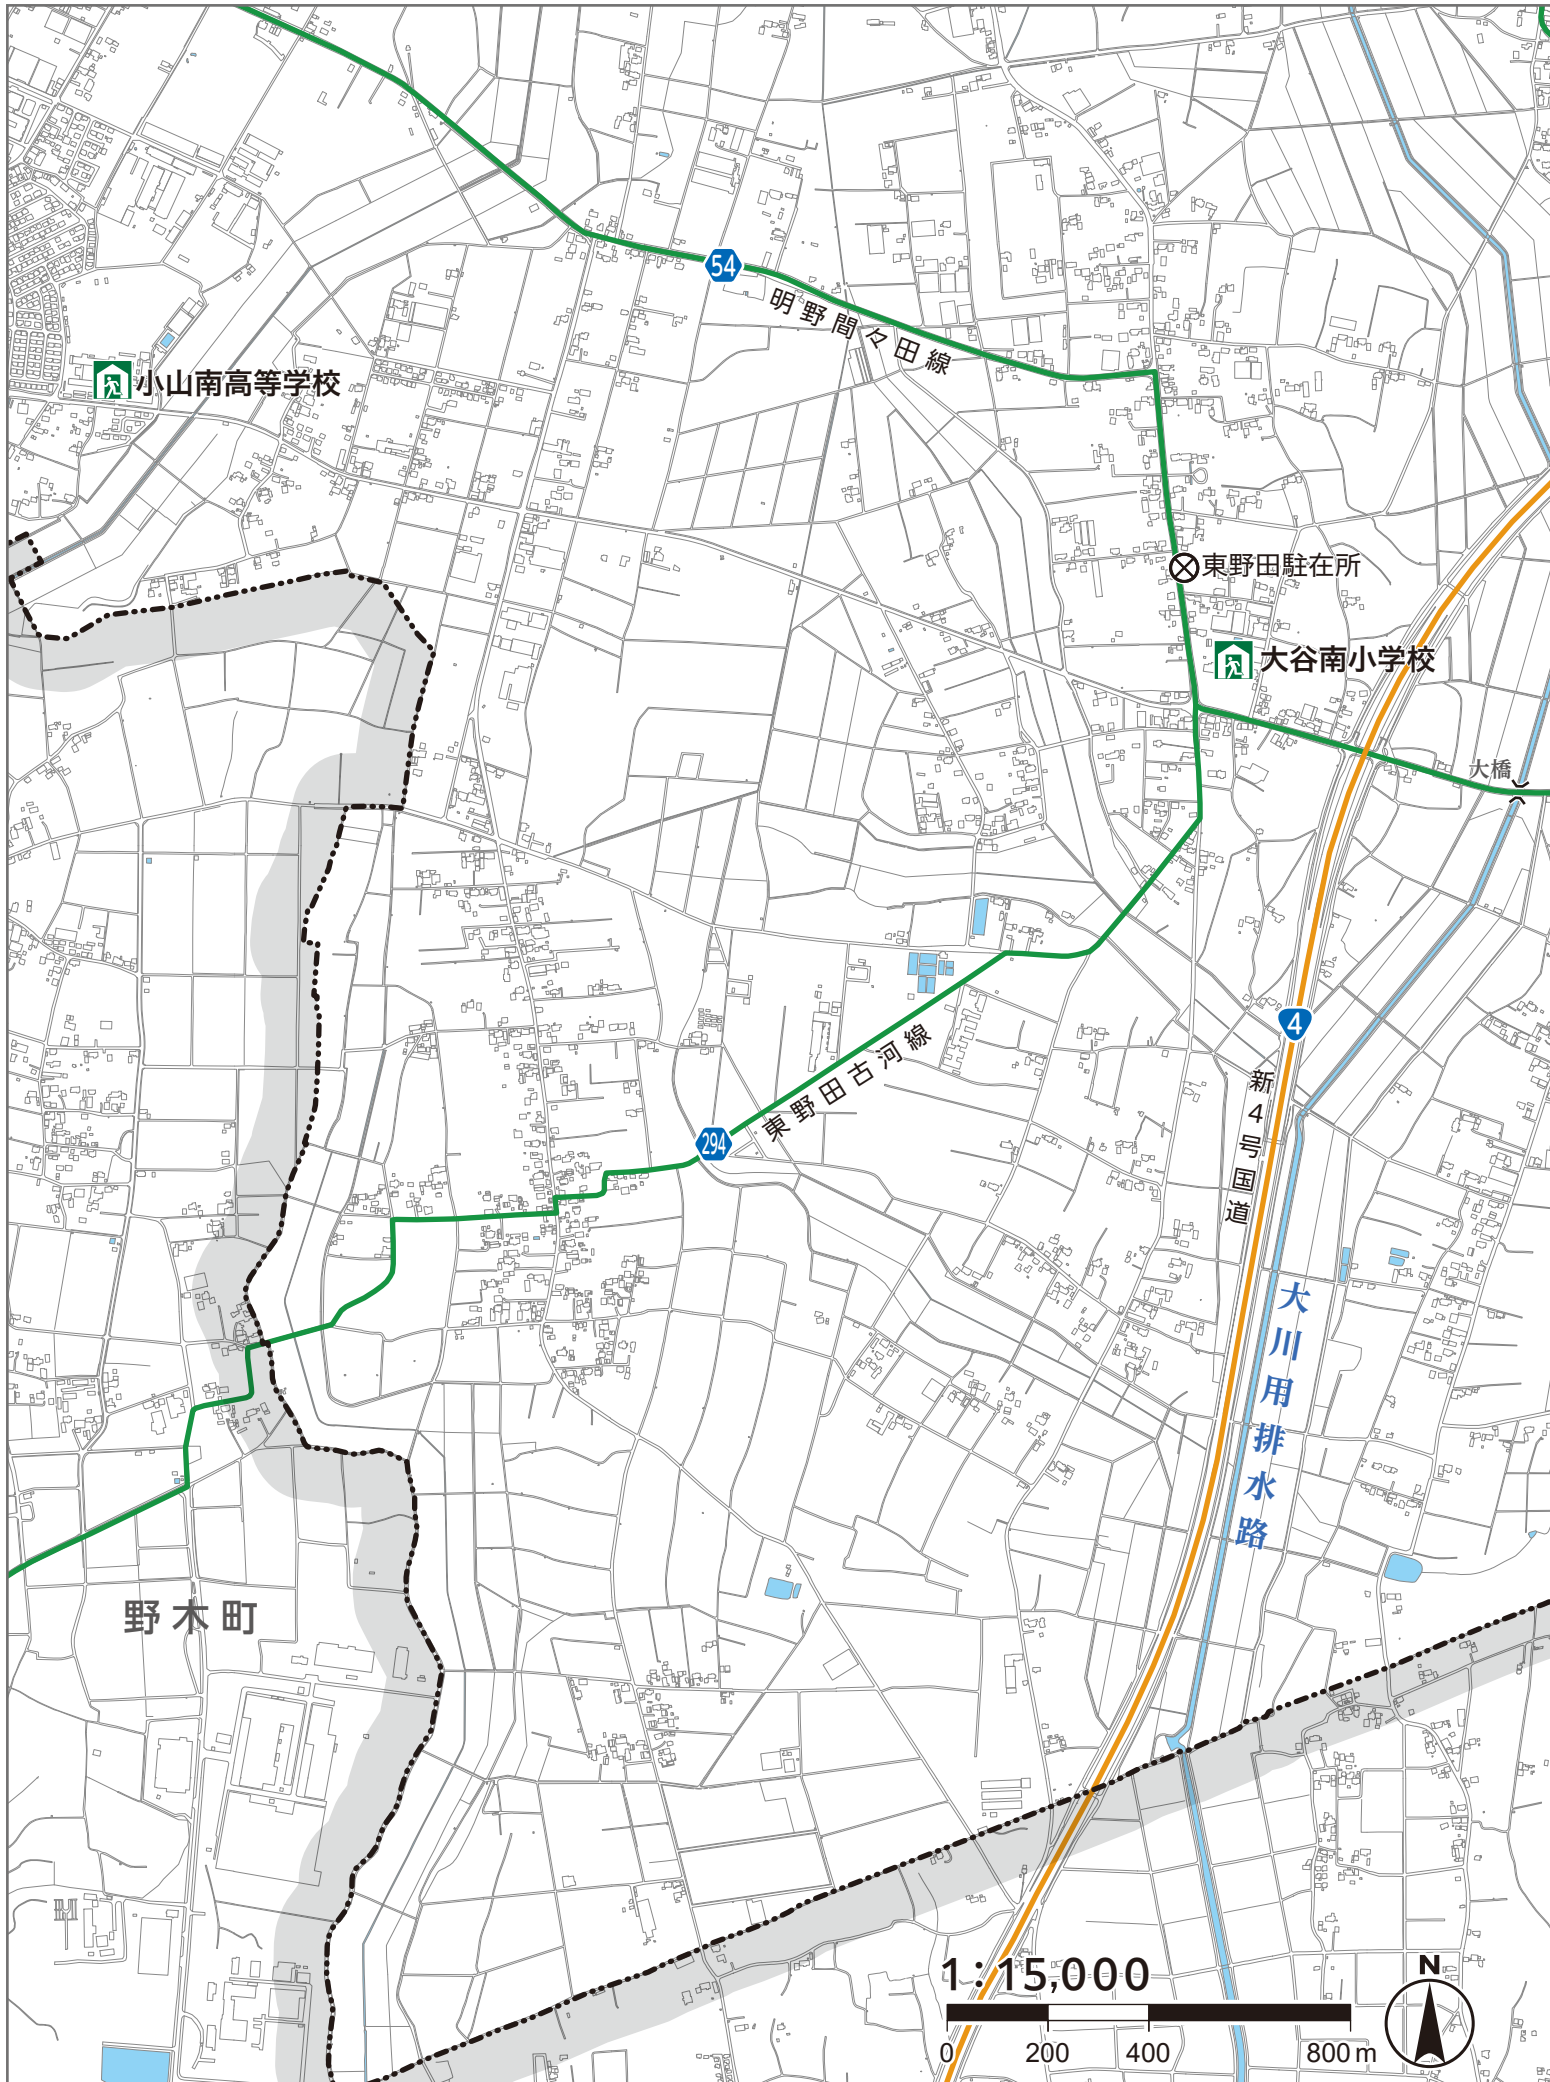 54
明野間々田線
小山南高等学校
東野田駐在所
大谷南小学校
大橋
4
新4号国道
東野田古河線
294
大川用排水路
野木町
1:15,000
N
0 200 400 800m